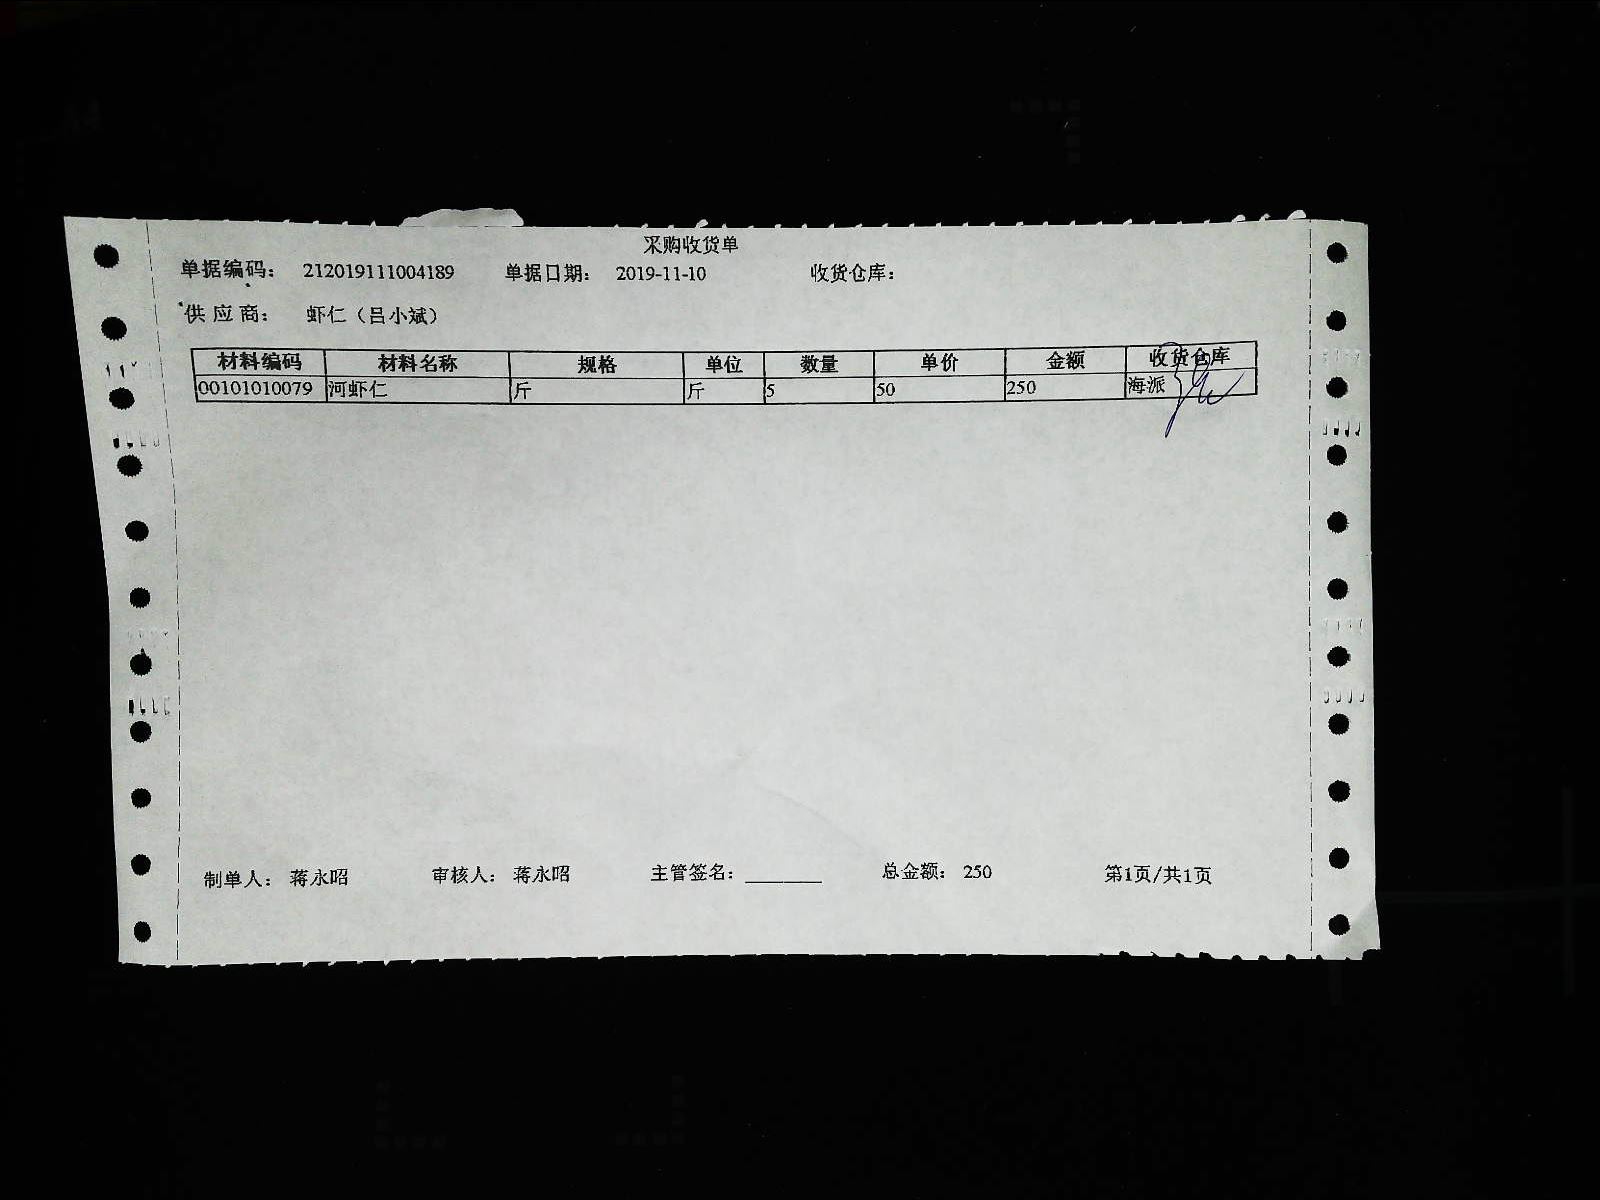 采购收货单
单据编码: 212019111004189 单据日期: 2019-11-10 收货仓库:
供应商: 虾仁(吕小斌)
材料编码 材料名称 规格 单位 数量 单价 金额 收货仓库
00101010079 河虾仁 斤 斤 5 50 250 海派
制单人: 蒋永昭 审核人: 蒋永昭 主管签名: ________ 总金额: 250 第1页/共1页